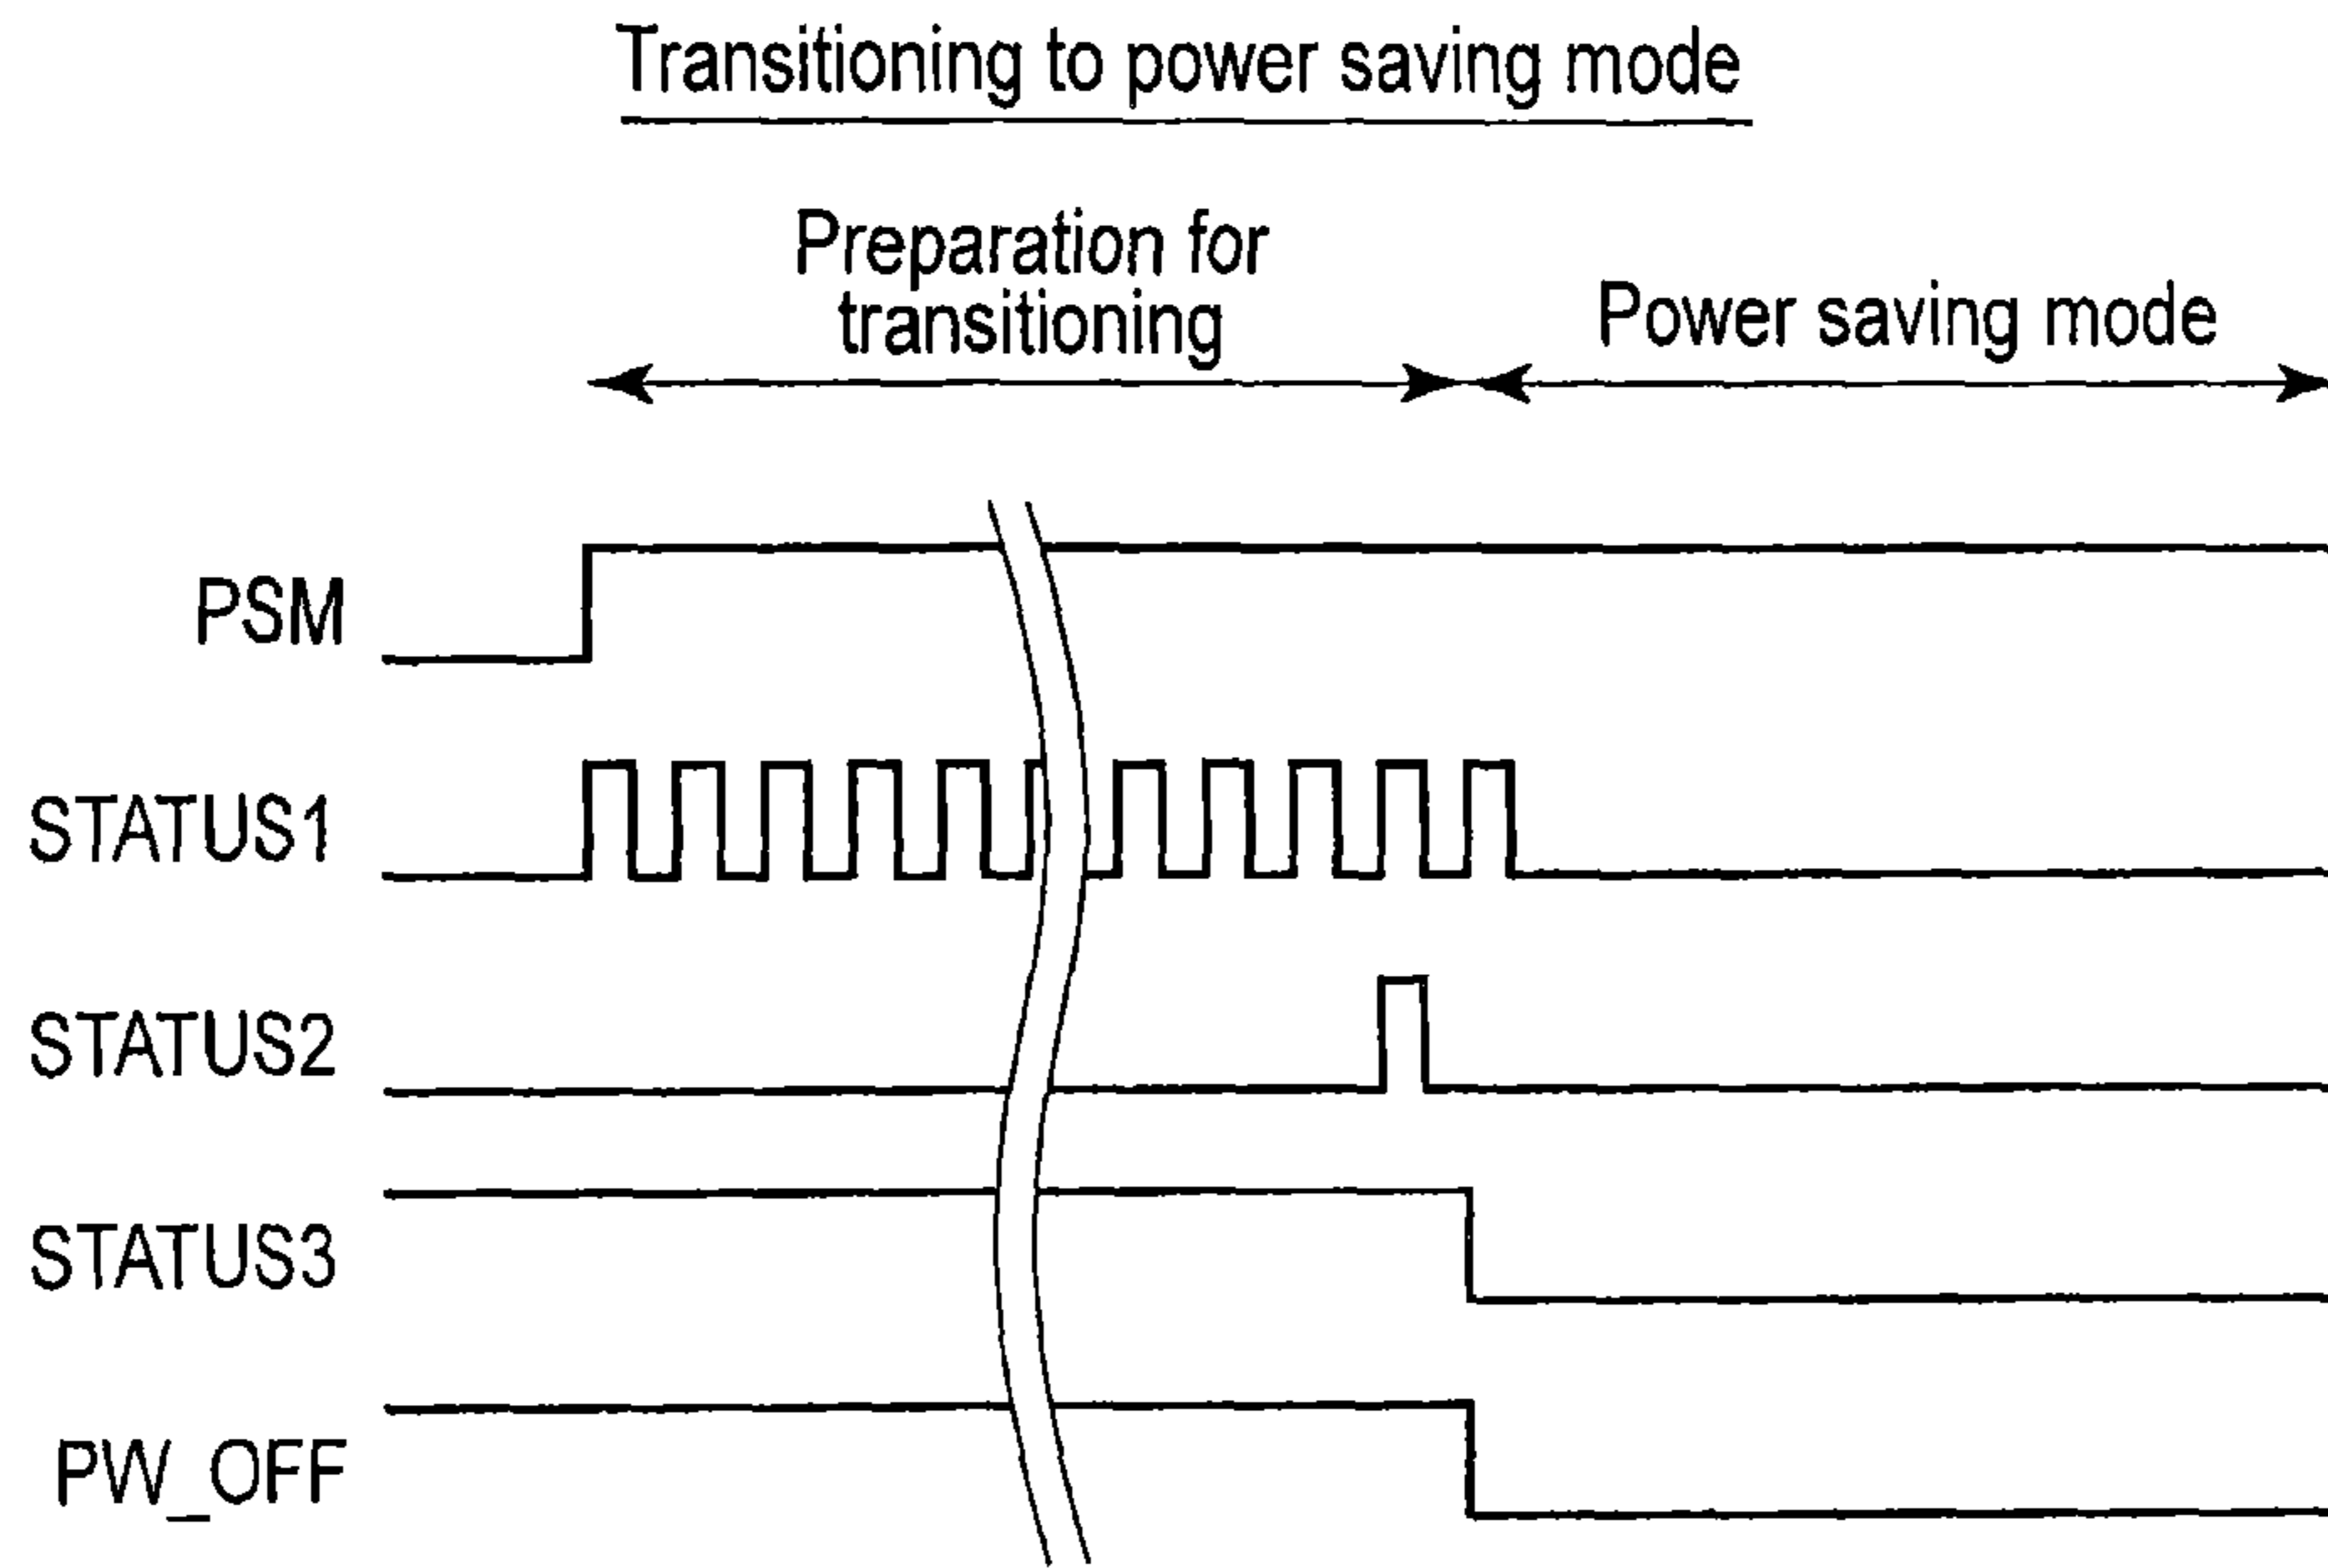 Transitioning to power saving mode
Preparation for
transitioning
Power saving mode
PSM
STATUS1
STATUS2
STATUS3
PW_OFF